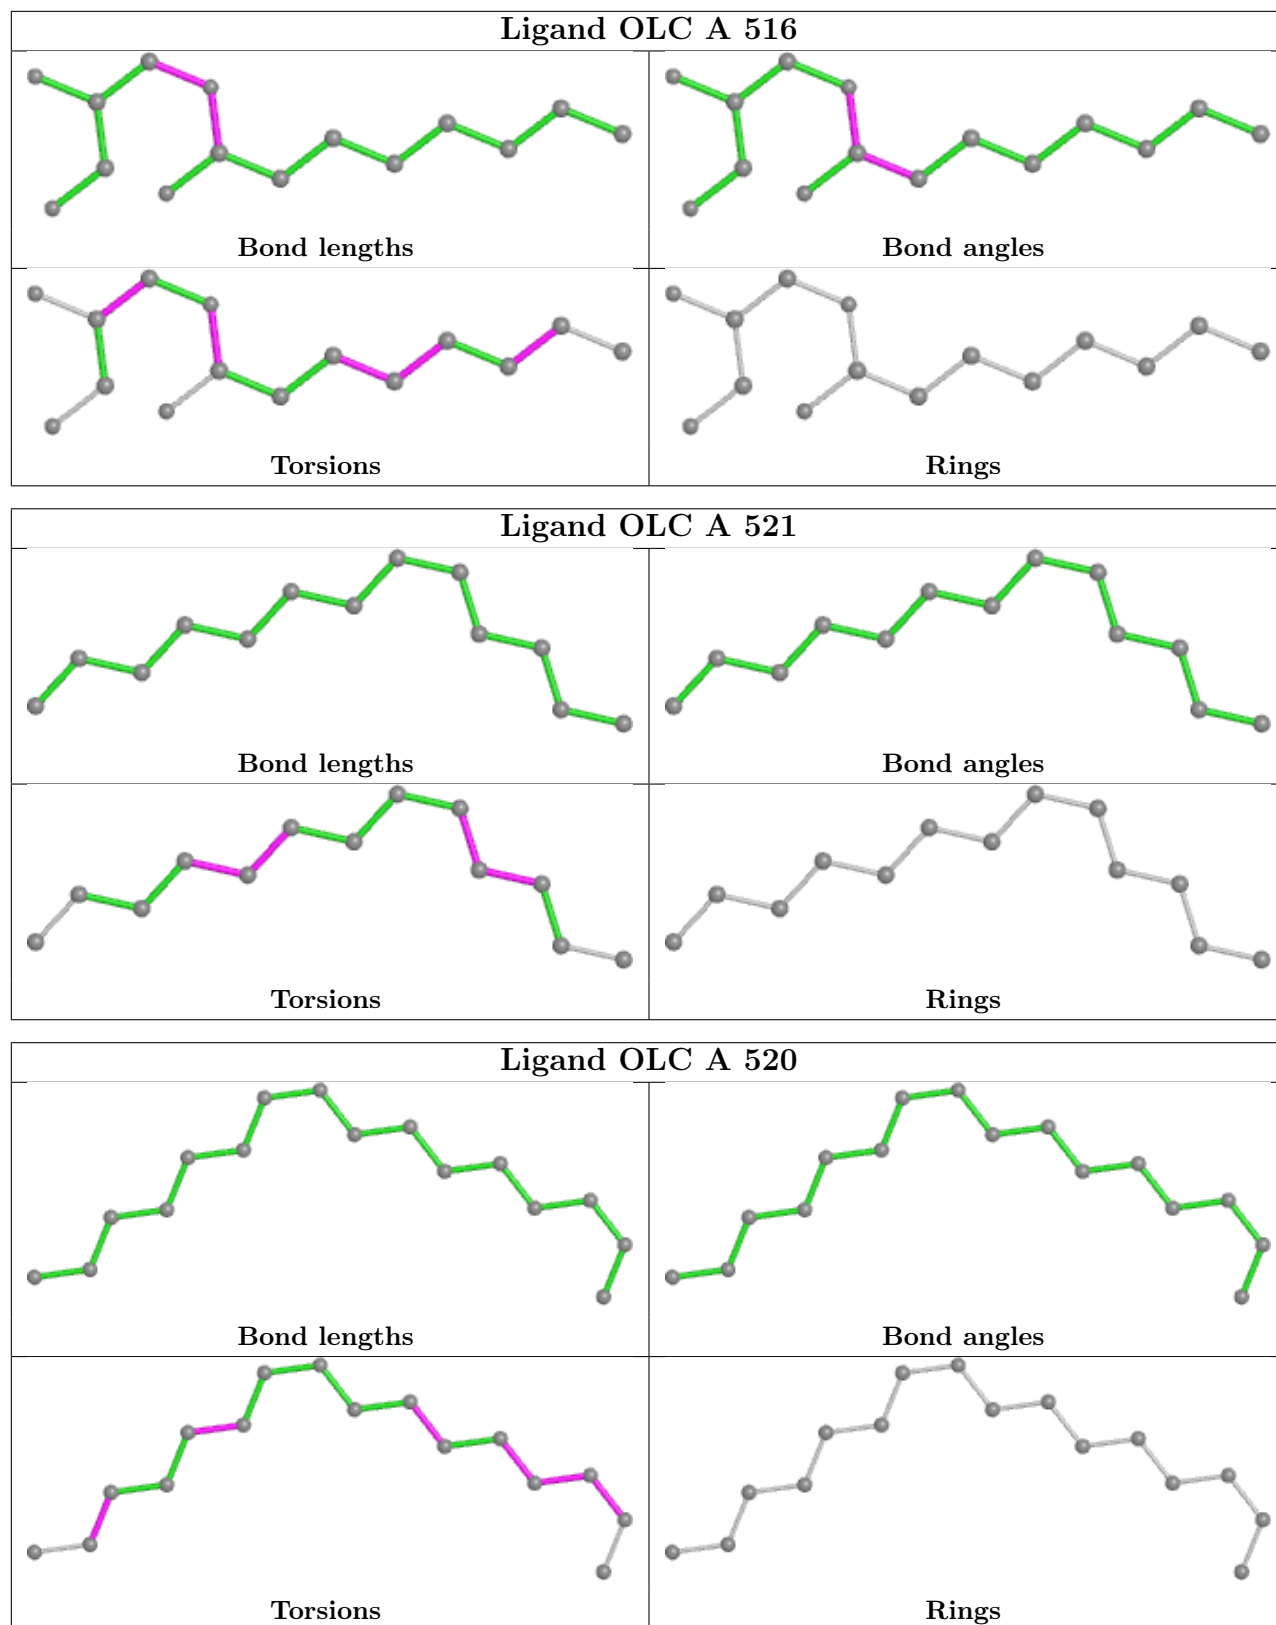 Ligand OLC A 516
Bond lengths
Bond angles
Torsions
Rings
Ligand OLC A 521
Bond lengths
Bond angles
Torsions
Rings
Ligand OLC A 520
Bond lengths
Bond angles
Torsions
Rings